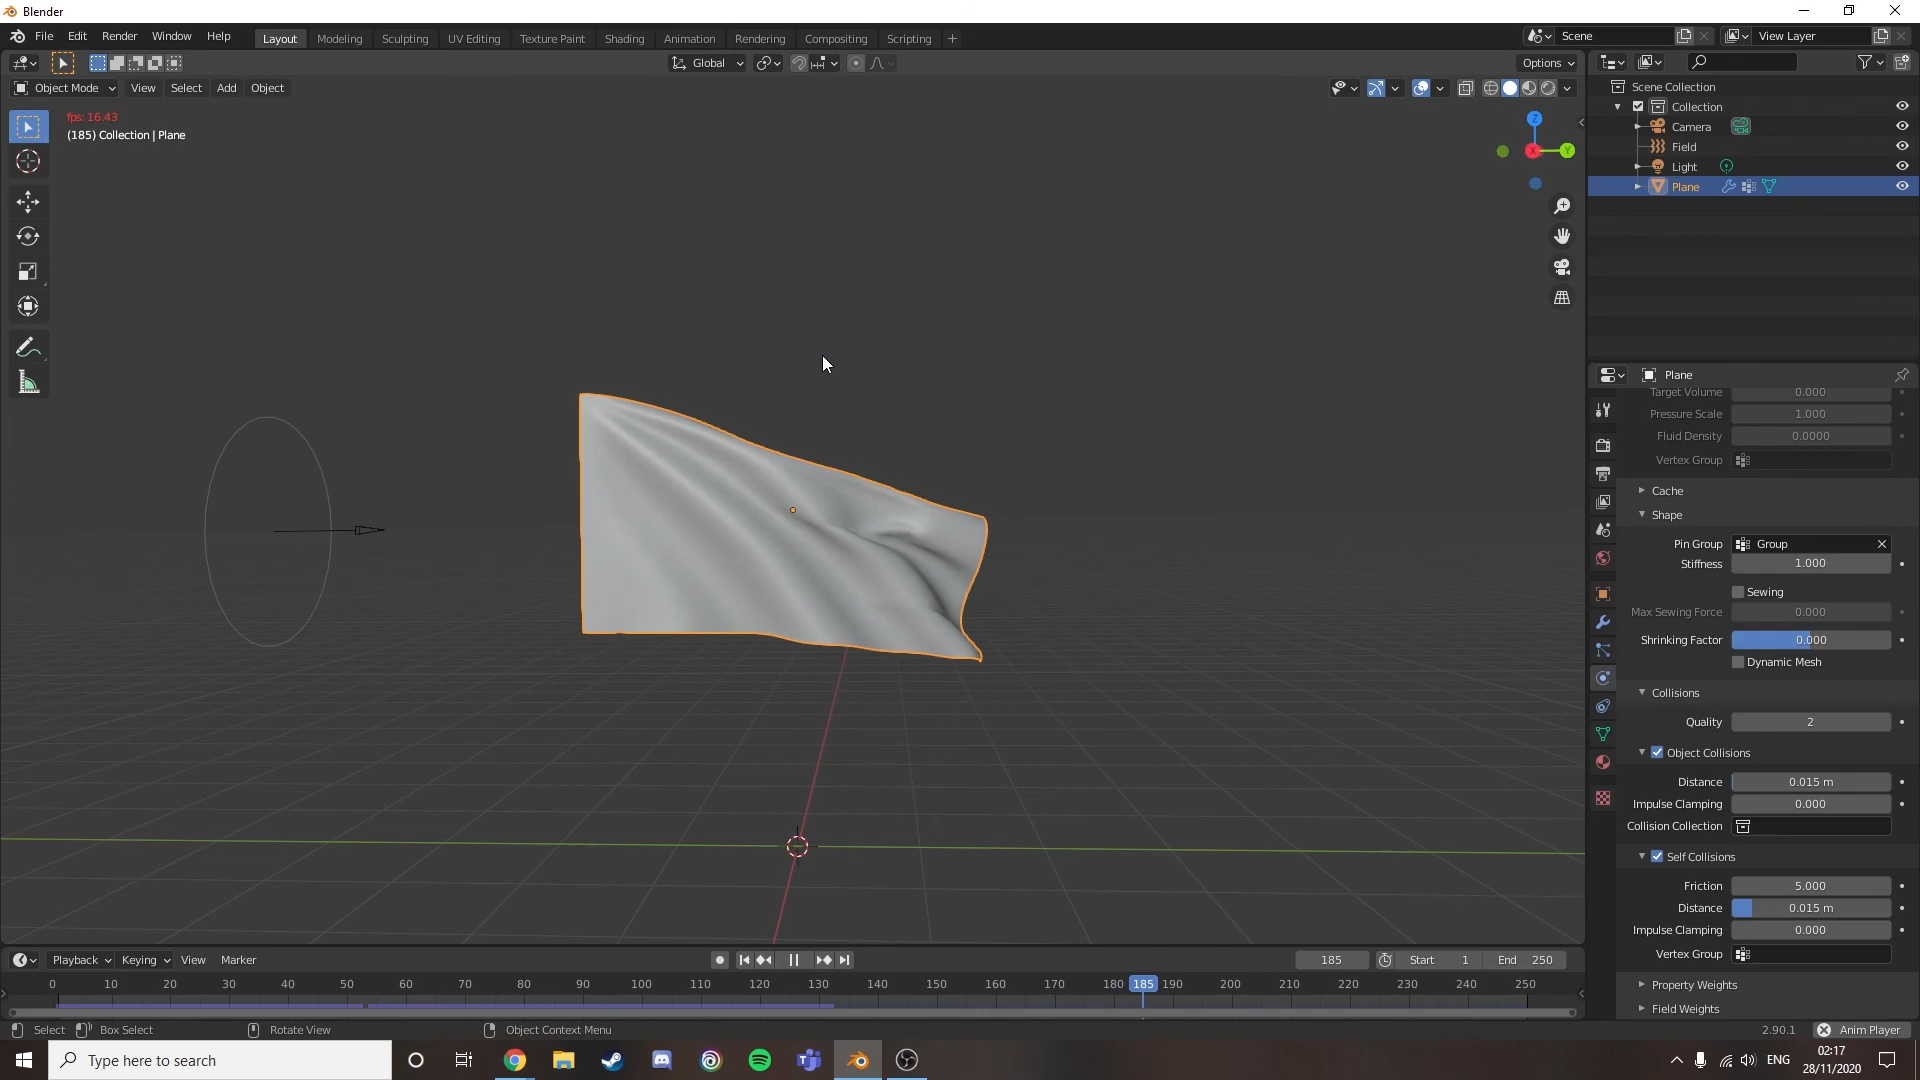 Blender
File Edit Render Window Help Layout Modeling Sculpting UV Editing Texture Paint Shading Animation Rendering Compositing Scripting + Scene View Layer
Global Options
Object Mode View Select Add Object
fps: 16.43
(185) Collection | Plane
Z
X
Y
Scene Collection
Collection
Camera
Field
Light
Plane
Plane
Target Volume 0.000
Pressure Scale 1.000
Fluid Density 0.0000
Vertex Group
Cache
Shape
Pin Group Group
Stiffness 1.000
Sewing
Max Sewing Force 0.000
Shrinking Factor 0.000
Dynamic Mesh
Collisions
Quality 2
Object Collisions
Distance 0.015 m
Impulse Clamping 0.000
Collision Collection
Self Collisions
Friction 5.000
Distance 0.015 m
Impulse Clamping 0.000
Vertex Group
Property Weights
Field Weights
Playback Keying View Marker 185 Start 1 End 250
0 10 20 30 40 50 60 70 80 90 100 110 120 130 140 150 160 170 180 185 190 200 210 220 230 240 250
Select Box Select Rotate View Object Context Menu 2.90.1 Anim Player
Type here to search ENG 02:17
28/11/2020